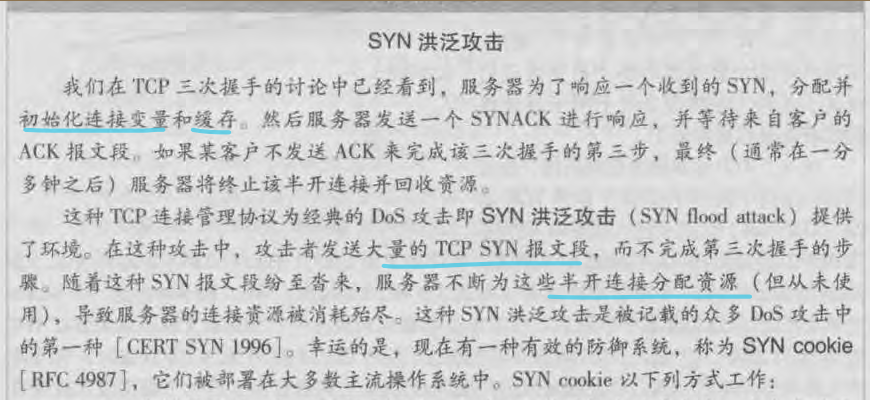 SYN 洪泛攻击
我们在 TCP 三次握手的讨论中已经看到，服务器为了响应一个收到的 SYN，分配并
初始化连接变量和缓存。然后服务器发送一个 SYNACK 进行响应，并等待来自客户的
ACK 报文段。如果某客户不发送 ACK 来完成该三次握手的第三步，最终（通常在一分
多钟之后）服务器将终止该半开连接并回收资源。
这种 TCP 连接管理协议为经典的 DoS 攻击即 SYN 洪泛攻击（SYN flood attack）提供
了环境。在这种攻击中，攻击者发送大量的 TCP SYN 报文段，而不完成第三次握手的步
骤。随着这种 SYN 报文段纷至沓来，服务器不断为这些半开连接分配资源（但从未使
用），导致服务器的连接资源被消耗殆尽。这种 SYN 洪泛攻击是被记载的众多 DoS 攻击中
的第一种［CERT SYN 1996］。幸运的是，现在有一种有效的防御系统，称为 SYN cookie
［RFC 4987］，它们被部署在大多数主流操作系统中。SYN cookie 以下列方式工作：